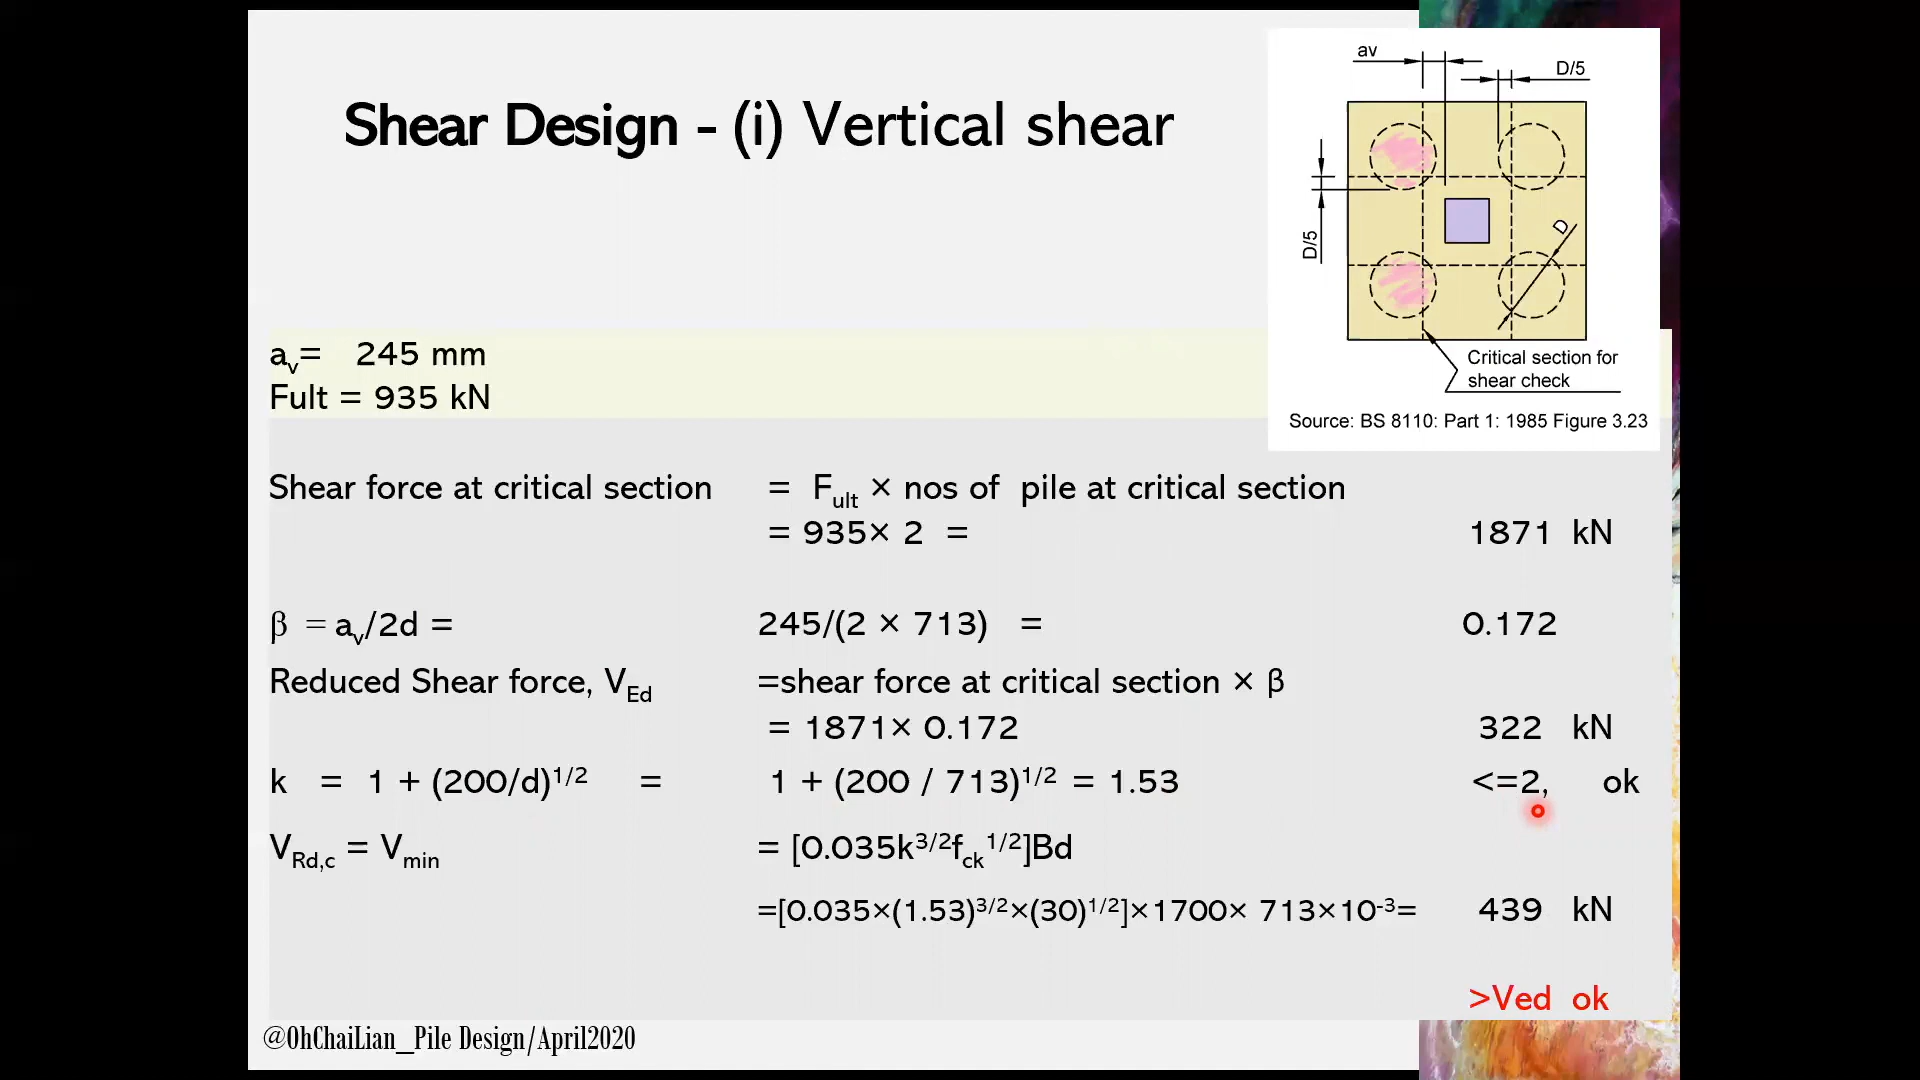 Shear Design - (i) Vertical shear
av
D/5
D/5
D
Critical section for
shear check
Source: BS 8110: Part 1: 1985 Figure 3.23
av= 245 mm
Fult = 935 kN
Shear force at critical section = Fult × nos of pile at critical section
= 935× 2 = 1871 kN
β = av/2d = 245/(2 × 713) = 0.172
Reduced Shear force, VEd =shear force at critical section × β
= 1871× 0.172 322 kN
k = 1 + (200/d)1/2 = 1 + (200 / 713)1/2 = 1.53 <=2, ok
VRd,c = Vmin = [0.035k3/2fck1/2]Bd
=[0.035×(1.53)3/2×(30)1/2]×1700× 713×10-3= 439 kN
>Ved ok
@OhChaiLian_Pile Design/April2020